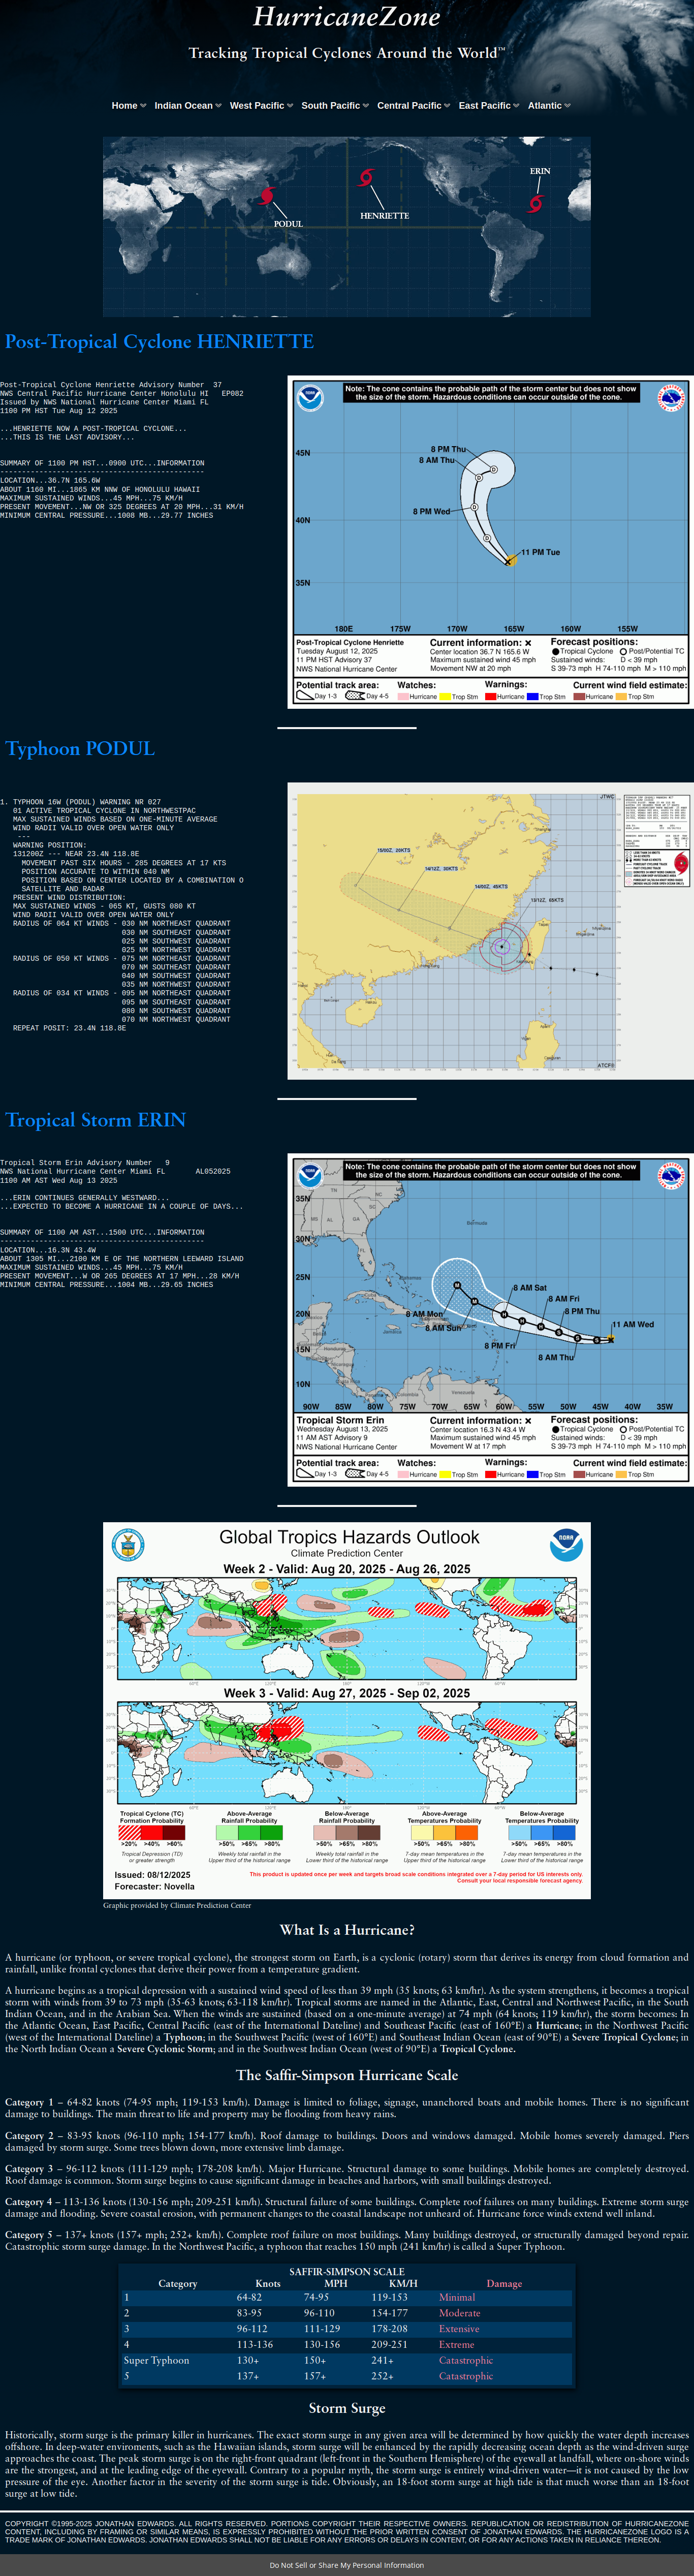 HurricaneZone
Tracking Tropical Cyclones Around the World™
Home Indian Ocean West Pacific South Pacific Central Pacific East Pacific Atlantic
ERIN
HENRIETTE
PODUL
Post-Tropical Cyclone HENRIETTE
Post-Tropical Cyclone Henriette Advisory Number 37
NWS Central Pacific Hurricane Center Honolulu HI EP082
Issued by NWS National Hurricane Center Miami FL
1100 PM HST Tue Aug 12 2025
...HENRIETTE NOW A POST-TROPICAL CYCLONE...
...THIS IS THE LAST ADVISORY...
SUMMARY OF 1100 PM HST...0900 UTC...INFORMATION
-----------------------------------------------
LOCATION...36.7N 165.6W
ABOUT 1160 MI...1865 KM NNW OF HONOLULU HAWAII
MAXIMUM SUSTAINED WINDS...45 MPH...75 KM/H
PRESENT MOVEMENT...NW OR 325 DEGREES AT 20 MPH...31 KM/H
MINIMUM CENTRAL PRESSURE...1008 MB...29.77 INCHES
Note: The cone contains the probable path of the storm center but does not show
the size of the storm. Hazardous conditions can occur outside of the cone.
45N
8 PM Thu
8 AM Thu
8 PM Wed
40N
11 PM Tue
35N
180E 175W 170W 165W 160W 155W
Post-Tropical Cyclone Henriette
Tuesday August 12, 2025
11 PM HST Advisory 37
NWS National Hurricane Center
Current information: ×
Center location 36.7 N 165.6 W
Maximum sustained wind 45 mph
Movement NW at 20 mph
Forecast positions:
Tropical Cyclone Post/Potential TC
Sustained winds: D < 39 mph
S 39-73 mph H 74-110 mph M > 110 mph
Potential track area: Watches: Warnings: Current wind field estimate:
Day 1-3 Day 4-5 Hurricane Trop Stm Hurricane Trop Stm Hurricane Trop Stm
Typhoon PODUL
1. TYPHOON 16W (PODUL) WARNING NR 027
01 ACTIVE TROPICAL CYCLONE IN NORTHWESTPAC
MAX SUSTAINED WINDS BASED ON ONE-MINUTE AVERAGE
WIND RADII VALID OVER OPEN WATER ONLY
---
WARNING POSITION:
131200Z --- NEAR 23.4N 118.8E
MOVEMENT PAST SIX HOURS - 285 DEGREES AT 17 KTS
POSITION ACCURATE TO WITHIN 040 NM
POSITION BASED ON CENTER LOCATED BY A COMBINATION O
SATELLITE AND RADAR
PRESENT WIND DISTRIBUTION:
MAX SUSTAINED WINDS - 065 KT, GUSTS 080 KT
WIND RADII VALID OVER OPEN WATER ONLY
RADIUS OF 064 KT WINDS - 030 NM NORTHEAST QUADRANT
030 NM SOUTHEAST QUADRANT
025 NM SOUTHWEST QUADRANT
025 NM NORTHWEST QUADRANT
RADIUS OF 050 KT WINDS - 075 NM NORTHEAST QUADRANT
070 NM SOUTHEAST QUADRANT
040 NM SOUTHWEST QUADRANT
035 NM NORTHWEST QUADRANT
RADIUS OF 034 KT WINDS - 095 NM NORTHEAST QUADRANT
095 NM SOUTHEAST QUADRANT
080 NM SOUTHWEST QUADRANT
070 NM NORTHWEST QUADRANT
REPEAT POSIT: 23.4N 118.8E
JTWC
15/00Z, 20KTS
14/12Z, 30KTS
14/00Z, 45KTS
13/12Z, 65KTS
ATCF®
Tropical Storm ERIN
Tropical Storm Erin Advisory Number 9
NWS National Hurricane Center Miami FL AL052025
1100 AM AST Wed Aug 13 2025
...ERIN CONTINUES GENERALLY WESTWARD...
...EXPECTED TO BECOME A HURRICANE IN A COUPLE OF DAYS...
SUMMARY OF 1100 AM AST...1500 UTC...INFORMATION
-----------------------------------------------
LOCATION...16.3N 43.4W
ABOUT 1305 MI...2100 KM E OF THE NORTHERN LEEWARD ISLAND
MAXIMUM SUSTAINED WINDS...45 MPH...75 KM/H
PRESENT MOVEMENT...W OR 265 DEGREES AT 17 MPH...28 KM/H
MINIMUM CENTRAL PRESSURE...1004 MB...29.65 INCHES
Note: The cone contains the probable path of the storm center but does not show
the size of the storm. Hazardous conditions can occur outside of the cone.
35N
30N
25N
20N
15N
10N
Bermuda
8 AM Sat
8 AM Fri
8 PM Thu
11 AM Wed
8 AM Mon
8 AM Sun
8 PM Fri
8 AM Thu
90W 85W 80W 75W 70W 65W 60W 55W 50W 45W 40W 35W
Tropical Storm Erin
Wednesday August 13, 2025
11 AM AST Advisory 9
NWS National Hurricane Center
Current information: ×
Center location 16.3 N 43.4 W
Maximum sustained wind 45 mph
Movement W at 17 mph
Forecast positions:
Tropical Cyclone Post/Potential TC
Sustained winds: D < 39 mph
S 39-73 mph H 74-110 mph M > 110 mph
Potential track area: Watches: Warnings: Current wind field estimate:
Day 1-3 Day 4-5 Hurricane Trop Stm Hurricane Trop Stm Hurricane Trop Stm
Global Tropics Hazards Outlook
Climate Prediction Center
Week 2 - Valid: Aug 20, 2025 - Aug 26, 2025
Week 3 - Valid: Aug 27, 2025 - Sep 02, 2025
Tropical Cyclone (TC) Formation Probability
>20% >40% >60%
Tropical Depression (TD) or greater strength
Above-Average Rainfall Probability
>50% >65% >80%
Weekly total rainfall in the Upper third of the historical range
Below-Average Rainfall Probability
>50% >65% >80%
Weekly total rainfall in the Lower third of the historical range
Above-Average Temperatures Probability
>50% >65% >80%
7-day mean temperatures in the Upper third of the historical range
Below-Average Temperatures Probability
>50% >65% >80%
7-day mean temperatures in the Lower third of the historical range
Issued: 08/12/2025
Forecaster: Novella
This product is updated once per week and targets broad scale conditions integrated over a 7-day period for US interests only.
Consult your local responsible forecast agency.
Graphic provided by Climate Prediction Center
What Is a Hurricane?
A hurricane (or typhoon, or severe tropical cyclone), the strongest storm on Earth, is a cyclonic (rotary) storm that derives its energy from cloud formation and
rainfall, unlike frontal cyclones that derive their power from a temperature gradient.
A hurricane begins as a tropical depression with a sustained wind speed of less than 39 mph (35 knots; 63 km/hr). As the system strengthens, it becomes a tropical
storm with winds from 39 to 73 mph (35-63 knots; 63-118 km/hr). Tropical storms are named in the Atlantic, East, Central and Northwest Pacific, in the South
Indian Ocean, and in the Arabian Sea. When the winds are sustained (based on a one-minute average) at 74 mph (64 knots; 119 km/hr), the storm becomes: In
the Atlantic Ocean, East Pacific, Central Pacific (east of the International Dateline) and Southeast Pacific (east of 160°E) a Hurricane; in the Northwest Pacific
(west of the International Dateline) a Typhoon; in the Southwest Pacific (west of 160°E) and Southeast Indian Ocean (east of 90°E) a Severe Tropical Cyclone; in
the North Indian Ocean a Severe Cyclonic Storm; and in the Southwest Indian Ocean (west of 90°E) a Tropical Cyclone.
The Saffir-Simpson Hurricane Scale
Category 1 – 64-82 knots (74-95 mph; 119-153 km/h). Damage is limited to foliage, signage, unanchored boats and mobile homes. There is no significant
damage to buildings. The main threat to life and property may be flooding from heavy rains.
Category 2 – 83-95 knots (96-110 mph; 154-177 km/h). Roof damage to buildings. Doors and windows damaged. Mobile homes severely damaged. Piers
damaged by storm surge. Some trees blown down, more extensive limb damage.
Category 3 – 96-112 knots (111-129 mph; 178-208 km/h). Major Hurricane. Structural damage to some buildings. Mobile homes are completely destroyed.
Roof damage is common. Storm surge begins to cause significant damage in beaches and harbors, with small buildings destroyed.
Category 4 – 113-136 knots (130-156 mph; 209-251 km/h). Structural failure of some buildings. Complete roof failures on many buildings. Extreme storm surge
damage and flooding. Severe coastal erosion, with permanent changes to the coastal landscape not unheard of. Hurricane force winds extend well inland.
Category 5 – 137+ knots (157+ mph; 252+ km/h). Complete roof failure on most buildings. Many buildings destroyed, or structurally damaged beyond repair.
Catastrophic storm surge damage. In the Northwest Pacific, a typhoon that reaches 150 mph (241 km/hr) is called a Super Typhoon.
SAFFIR-SIMPSON SCALE
Category Knots MPH KM/H Damage
1 64-82 74-95 119-153 Minimal
2 83-95 96-110 154-177 Moderate
3 96-112 111-129 178-208 Extensive
4 113-136 130-156 209-251 Extreme
Super Typhoon 130+ 150+ 241+ Catastrophic
5 137+ 157+ 252+ Catastrophic
Storm Surge
Historically, storm surge is the primary killer in hurricanes. The exact storm surge in any given area will be determined by how quickly the water depth increases
offshore. In deep-water enviroments, such as the Hawaiian islands, storm surge will be enhanced by the rapidly decreasing ocean depth as the wind-driven surge
approaches the coast. The peak storm surge is on the right-front quadrant (left-front in the Southern Hemisphere) of the eyewall at landfall, where on-shore winds
are the strongest, and at the leading edge of the eyewall. Contrary to a popular myth, the storm surge is entirely wind-driven water—it is not caused by the low
pressure of the eye. Another factor in the severity of the storm surge is tide. Obviously, an 18-foot storm surge at high tide is that much worse than an 18-foot
surge at low tide.
COPYRIGHT ©1995-2025 JONATHAN EDWARDS. ALL RIGHTS RESERVED. PORTIONS COPYRIGHT THEIR RESPECTIVE OWNERS. REPUBLICATION OR REDISTRIBUTION OF HURRICANEZONE
CONTENT, INCLUDING BY FRAMING OR SIMILAR MEANS, IS EXPRESSLY PROHIBITED WITHOUT THE PRIOR WRITTEN CONSENT OF JONATHAN EDWARDS. THE HURRICANEZONE LOGO IS A
TRADE MARK OF JONATHAN EDWARDS. JONATHAN EDWARDS SHALL NOT BE LIABLE FOR ANY ERRORS OR DELAYS IN CONTENT, OR FOR ANY ACTIONS TAKEN IN RELIANCE THEREON.
Do Not Sell or Share My Personal Information